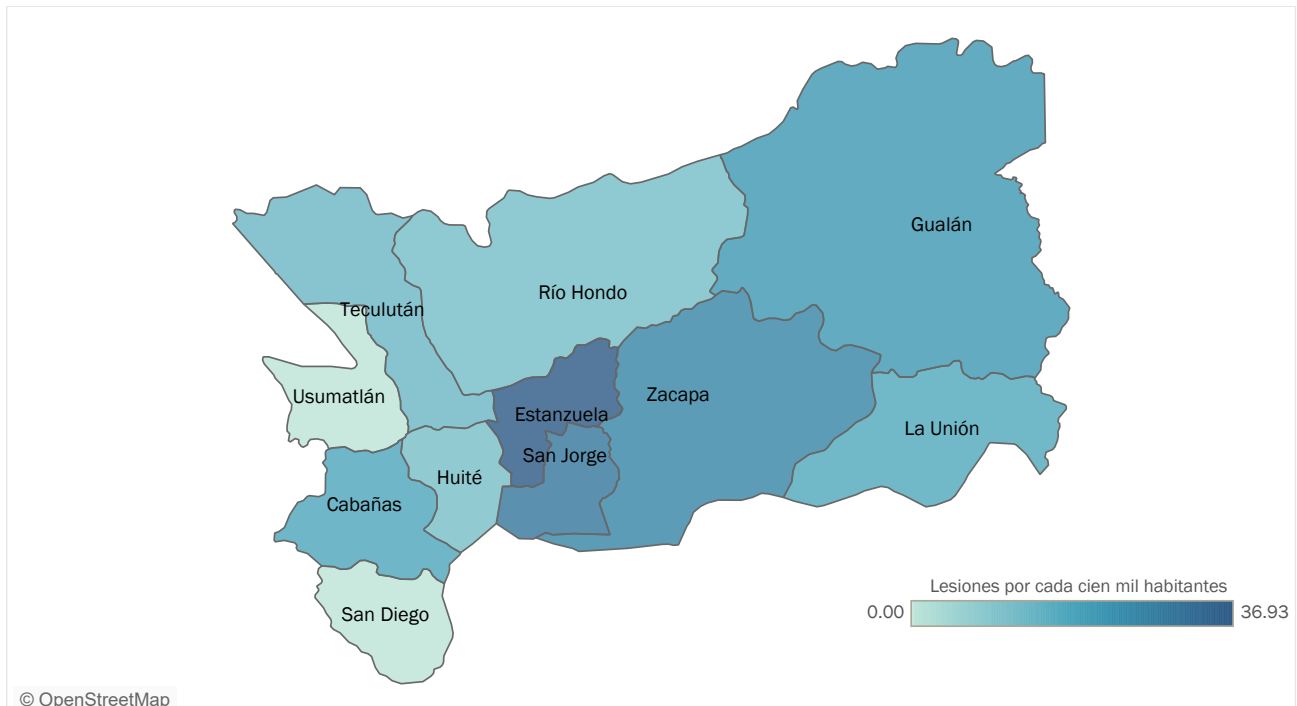 Gualán
Río Hondo
Teculután
Zacapa
Usumatlán
Estanzuela
La Unión
San Jorge
Huité
Cabañas
Lesiones por cada cien mil habitantes
0.00
36.93
San Diego
© OpenStreetMap